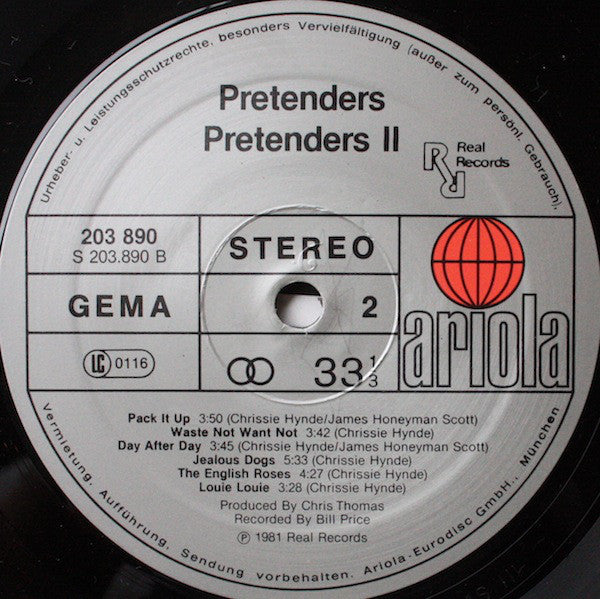 Urheber- u. Leistungsschutzrechte, besonders Vervielfältigung (außer zum persönl. Gebrauch),
Pretenders
Pretenders II
RR Real
Records
203 890
S 203.890 B
STEREO
GEMA
2
LC 0116
33 1/3
ariola
Pack It Up 3:50 (Chrissie Hynde/James Honeyman Scott)
Waste Not Want Not 3:42 (Chrissie Hynde)
Day After Day 3:45 (Chrissie Hynde/James Honeyman Scott)
Jealous Dogs 5:33 (Chrissie Hynde)
The English Roses 4:27 (Chrissie Hynde)
Louie Louie 3:28 (Chrissie Hynde)
Produced By Chris Thomas
Recorded By Bill Price
℗ 1981 Real Records
Vermietung, Aufführung, Sendung vorbehalten. Ariola-Eurodisc GmbH., München